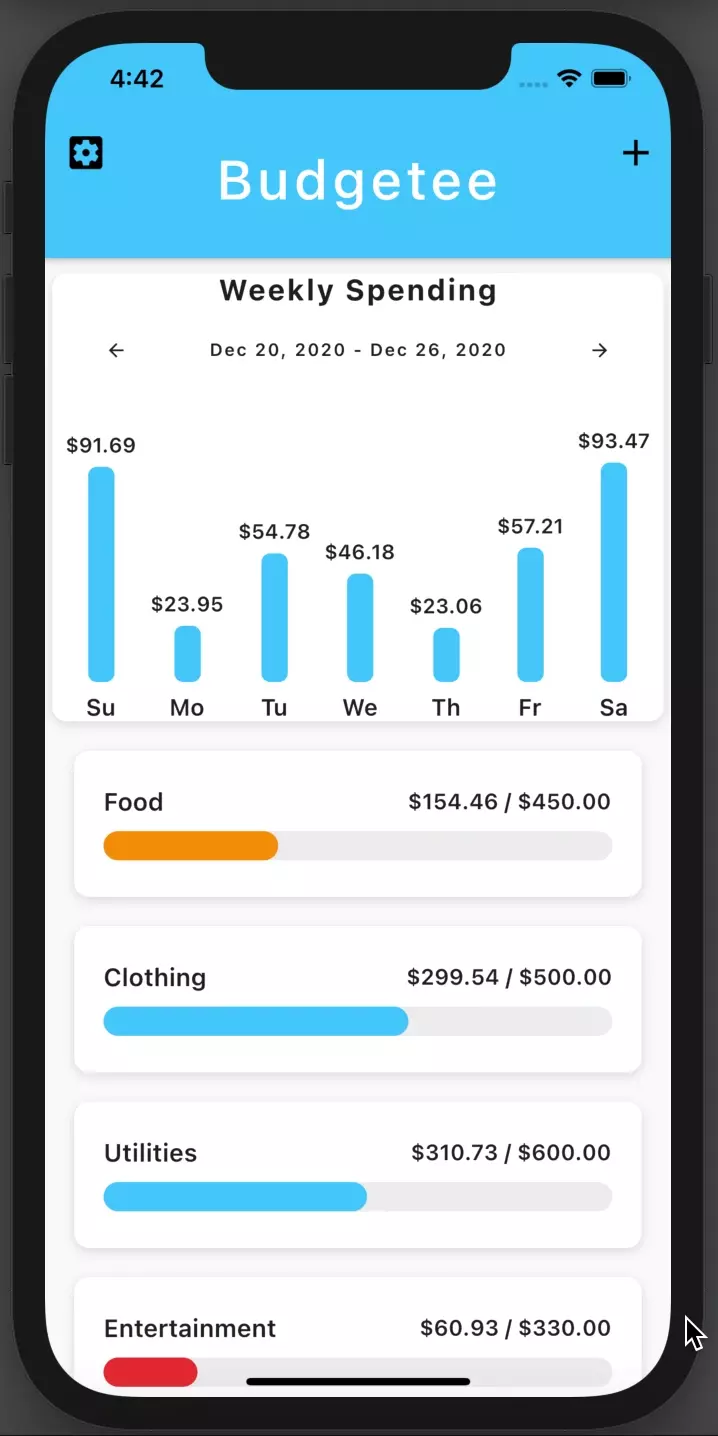 4:42
Budgetee
Weekly Spending
Dec 20, 2020 - Dec 26, 2020
$91.69 $23.95 $54.78 $46.18 $23.06 $57.21 $93.47
Su Mo Tu We Th Fr Sa
Food $154.46 / $450.00
Clothing $299.54 / $500.00
Utilities $310.73 / $600.00
Entertainment $60.93 / $330.00